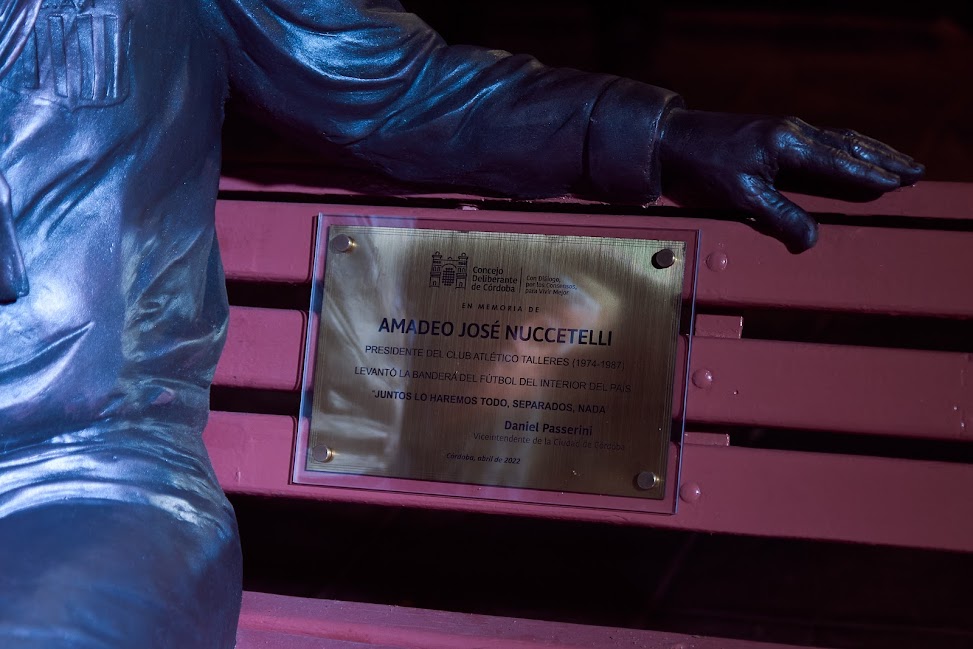 Concejo
Deliberante
de Córdoba
Con Diálogo,
por los Consensos,
para Vivir Mejor
EN MEMORIA DE
AMADEO JOSÉ NUCCETELLI
PRESIDENTE DEL CLUB ATLÉTICO TALLERES (1974-1987)
LEVANTÓ LA BANDERA DEL FÚTBOL DEL INTERIOR DEL PAÍS
"JUNTOS LO HAREMOS TODO, SEPARADOS, NADA
Daniel Passerini
Viceintendente de la Ciudad de Córdoba
Córdoba, abril de 2022